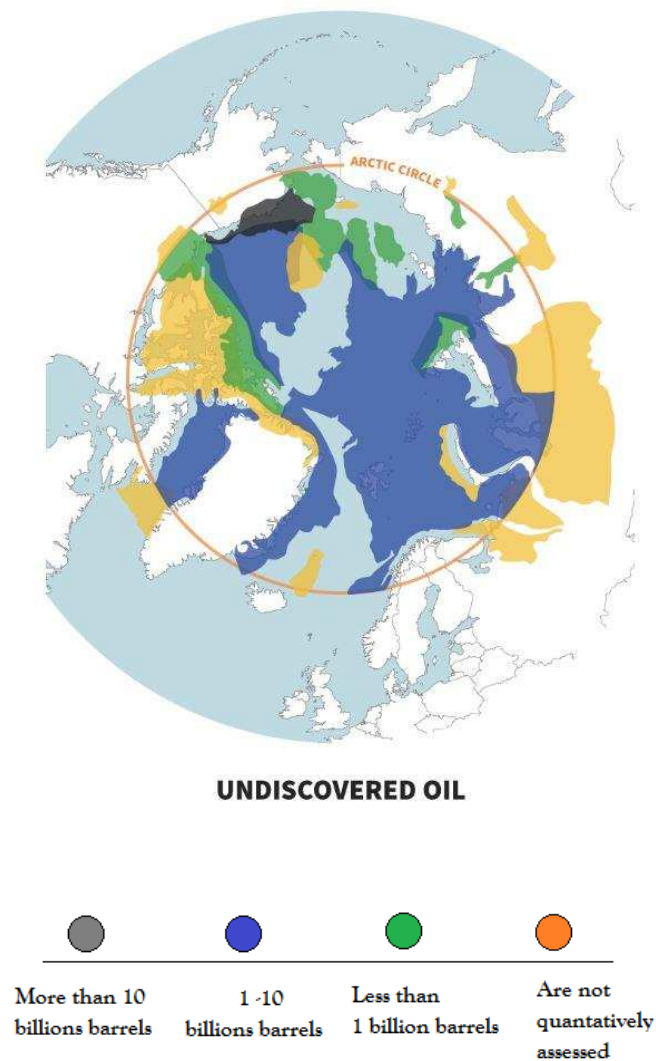 ARCTIC CIRCLE
UNDISCOVERED OIL
More than 10
billions barrels
1 -10
billions barrels
Less than
1 billion barrels
Are not
quantatively
assessed